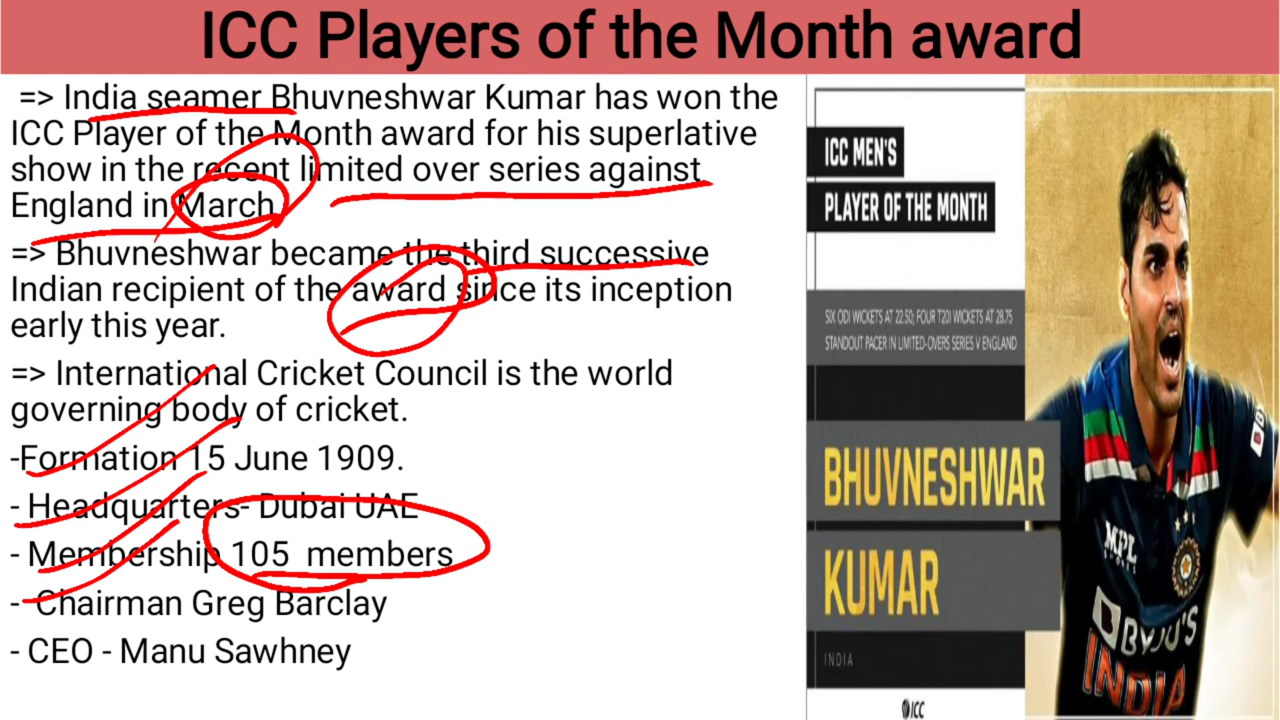 ICC Players of the Month award
=> India seamer Bhuvneshwar Kumar has won the
ICC Player of the Month award for his superlative
show in the recent limited over series against
England in March.
=> Bhuvneshwar became the third successive
Indian recipient of the award since its inception
early this year.
=> International Cricket Council is the world
governing body of cricket.
-Formation 15 June 1909.
- Headquarters- Dubai UAE
- Membership 105 members
- Chairman Greg Barclay
- CEO - Manu Sawhney
ICC MEN'S
PLAYER OF THE MONTH
SIX ODI WICKETS AT 22.50; FOUR T20I WICKETS AT 28.75
STANDOUT PACER IN LIMITED-OVERS SERIES V ENGLAND
BHUVNESHWAR
KUMAR
INDIA
ICC
MPL
SPORTS
BYJU'S
INDIA